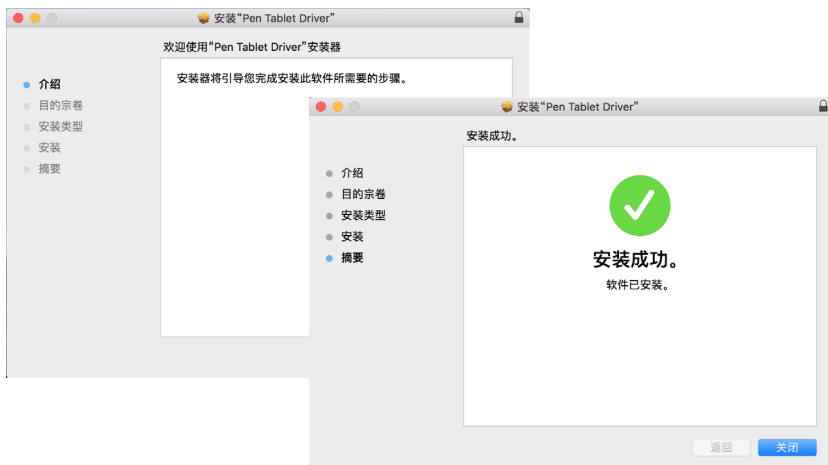 安装“Pen Tablet Driver”
欢迎使用“Pen Tablet Driver”安装器
介绍
目的宗卷
安装类型
安装
摘要
安装器将引导您完成安装此软件所需要的步骤。
安装“Pen Tablet Driver”
安装成功。
介绍
目的宗卷
安装类型
安装
摘要
安装成功。
软件已安装。
返回
关闭